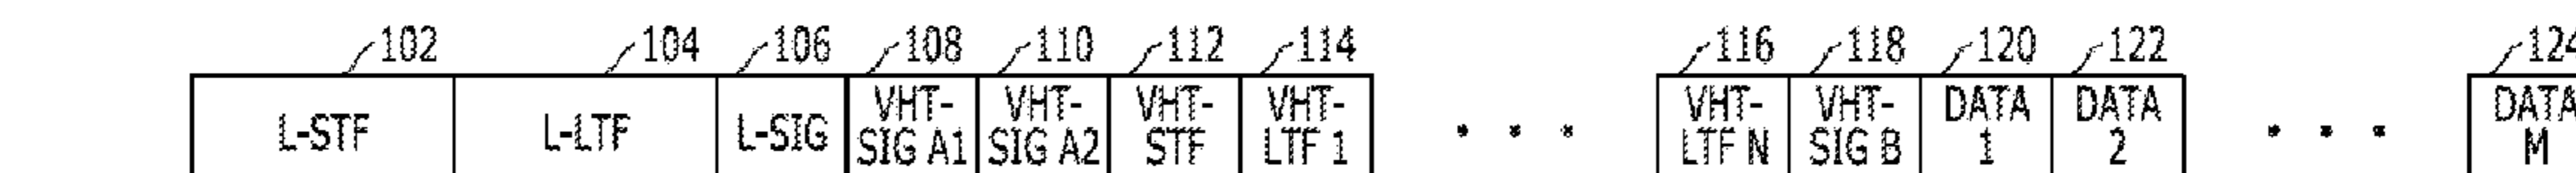 102 104 106 108 110 112 114 116 118 120 122 124
L-STF L-LTF L-SIG VHT- VHT- VHT- VHT- VHT- VHT- DATA DATA DATA
SIG A1 SIG A2 STF LTF 1 LTF N SIG B 1 2 M